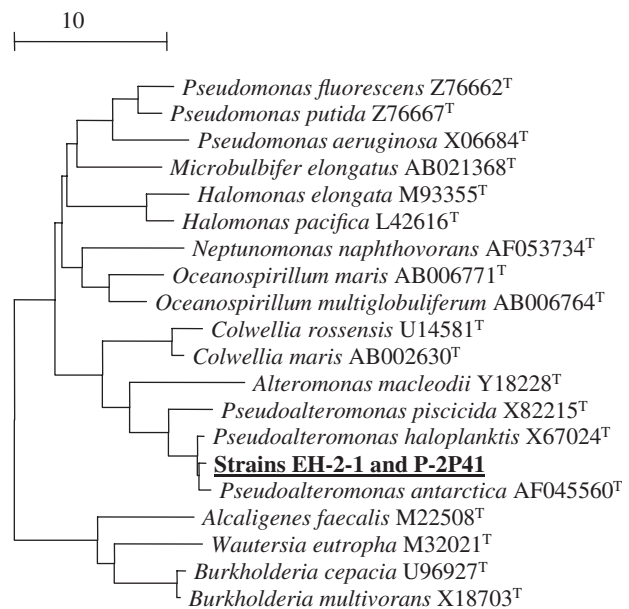 10
Pseudomonas fluorescens Z76662ᵀ
Pseudomonas putida Z76667ᵀ
Pseudomonas aeruginosa X06684ᵀ
Microbulbifer elongatus AB021368ᵀ
Halomonas elongata M93355ᵀ
Halomonas pacifica L42616ᵀ
Neptunomonas naphthovorans AF053734ᵀ
Oceanospirillum maris AB006771ᵀ
Oceanospirillum multiglobuliferum AB006764ᵀ
Colwellia rossensis U14581ᵀ
Colwellia maris AB002630ᵀ
Alteromonas macleodii Y18228ᵀ
Pseudoalteromonas piscicida X82215ᵀ
Pseudoalteromonas haloplanktis X67024ᵀ
Strains EH-2-1 and P-2P41
Pseudoalteromonas antarctica AF045560ᵀ
Alcaligenes faecalis M22508ᵀ
Wautersia eutropha M32021ᵀ
Burkholderia cepacia U96927ᵀ
Burkholderia multivorans X18703ᵀ